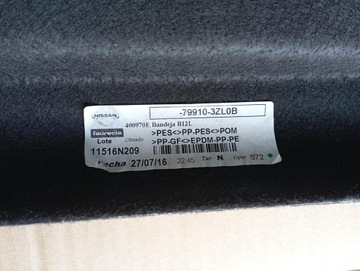 NISSAN
-79910-3ZL0B
400970E Bandeja B12L
faurecia
>PES<>PP-PES<>POM
Lote
>PP-GF<>EPDM-PP-PE
11516N209
Fecha 27/07/16 22:45 Tur N Oper 572